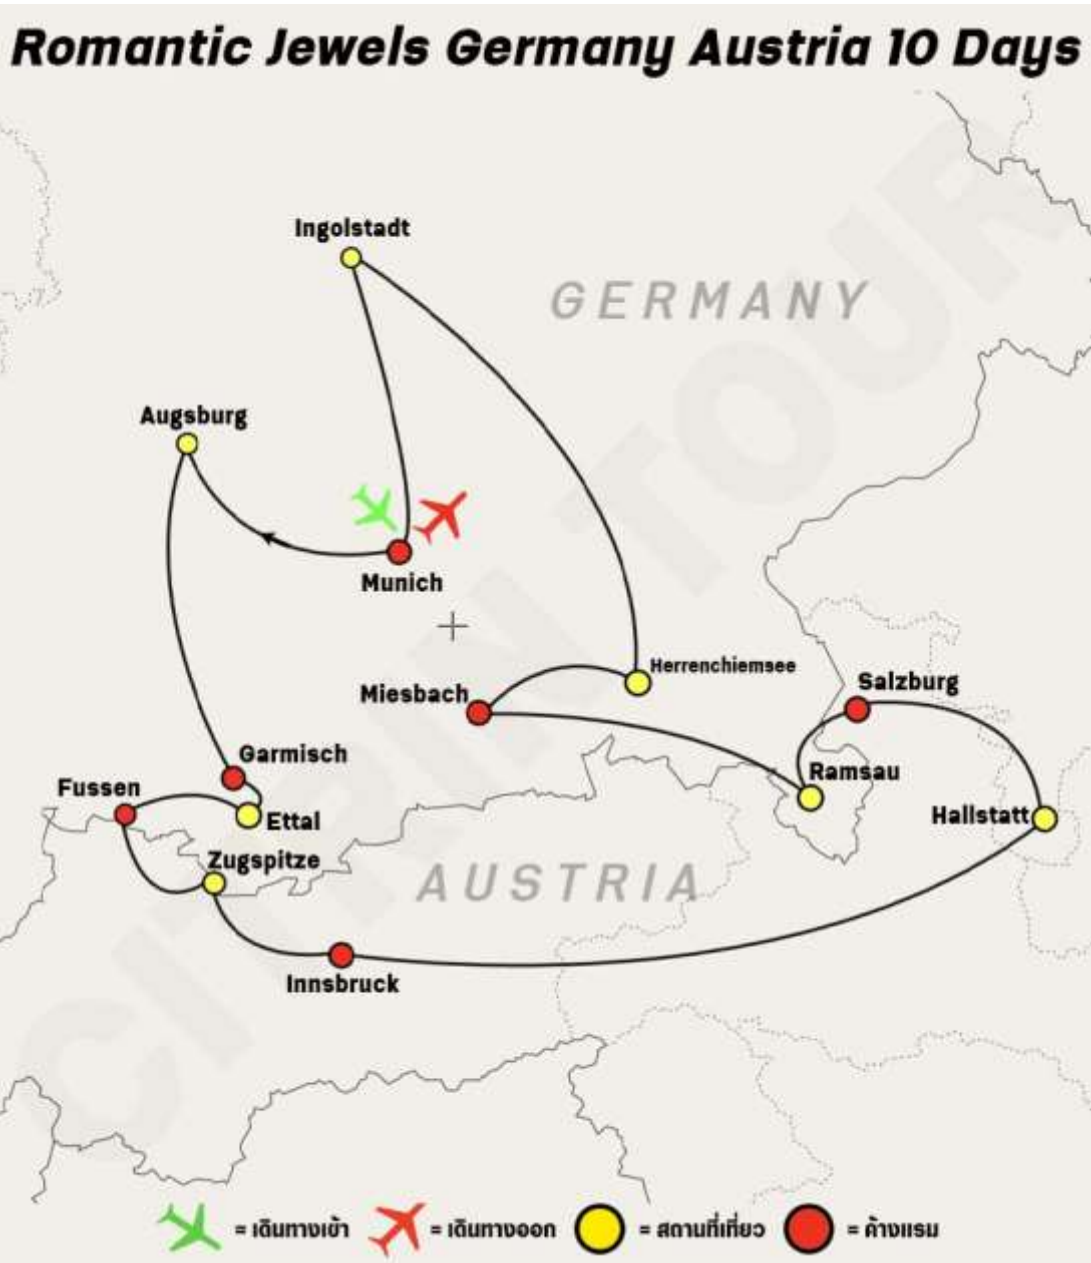 Romantic Jewels Germany Austria 10 Days
Ingolstadt
GERMANY
Augsburg
Munich
Herrenchiemsee
Miesbach
Salzburg
Garmisch
Ramsau
Fussen
Ettal
Hallstatt
Zugspitze
AUSTRIA
Innsbruck
CITRIN TOUR
= เดินทางเข้า = เดินทางออก = สถานที่เที่ยว = ค้างแรม